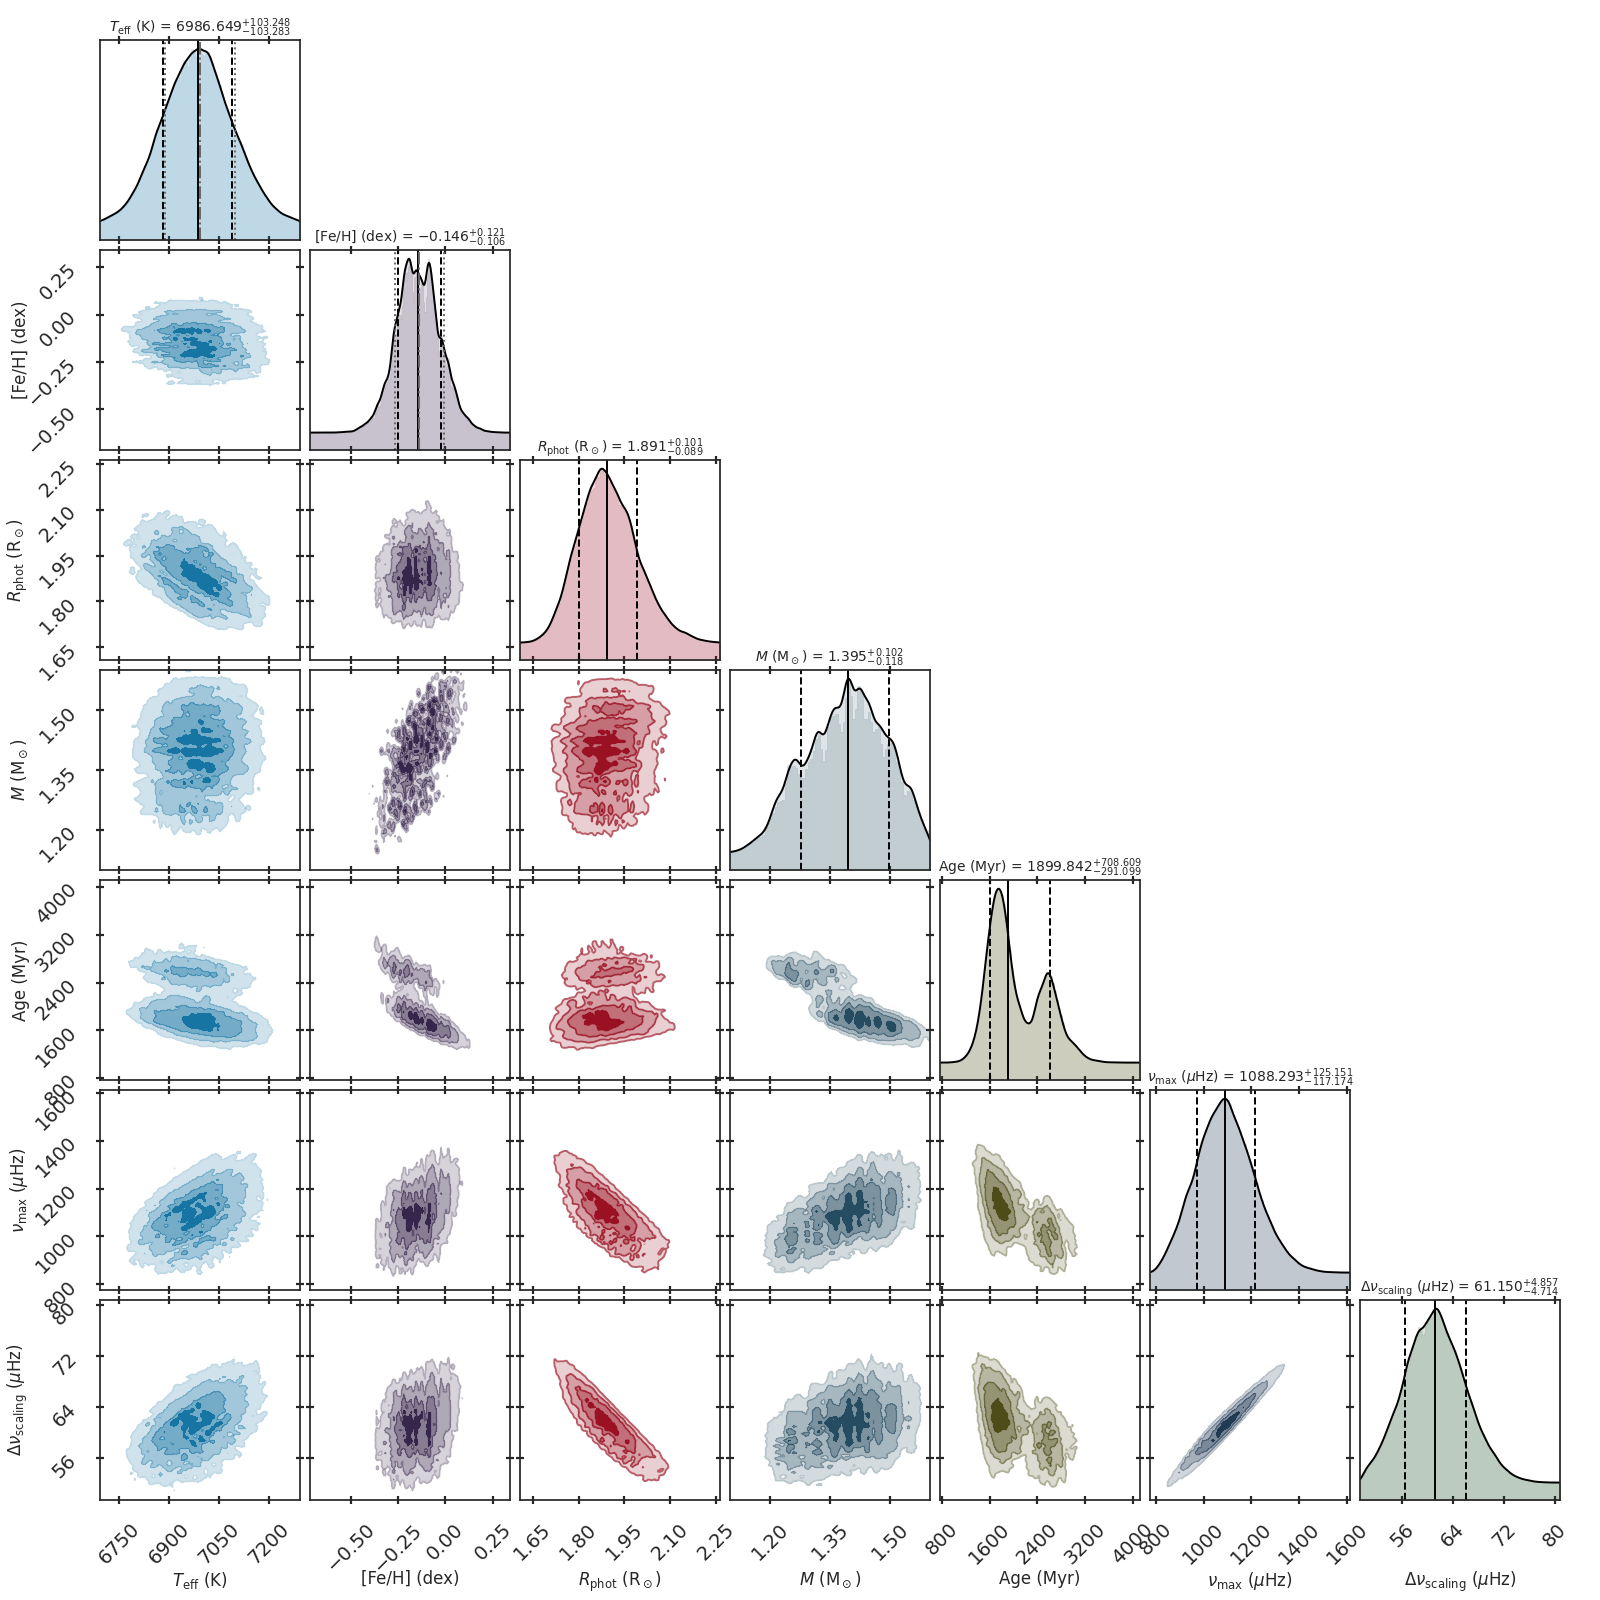 T_eff (K) = 6986.649 +103.248 −103.283
[Fe/H] (dex) = −0.146 +0.121 −0.106
0.25
0.00
−0.25
−0.50
[Fe/H] (dex)
R_phot (R⊙) = 1.891 +0.101 −0.089
2.25
2.10
1.95
1.80
1.65
R_phot (R⊙)
M (M⊙) = 1.395 +0.102 −0.118
1.50
1.35
1.20
M (M⊙)
Age (Myr) = 1899.842 +708.609 −291.099
4000
3200
2400
1600
800
Age (Myr)
ν_max (μHz) = 1088.293 +125.151 −117.174
1600
1400
1200
1000
800
ν_max (μHz)
Δν_scaling (μHz) = 61.150 +4.857 −4.714
80
72
64
56
Δν_scaling (μHz)
6750 6900 7050 7200 −0.50 −0.25 0.00 0.25 1.65 1.80 1.95 2.10 2.25 1.20 1.35 1.50 800 1600 2400 3200 4000 800 1000 1200 1400 1600 56 64 72 80
T_eff (K) [Fe/H] (dex) R_phot (R⊙) M (M⊙) Age (Myr) ν_max (μHz) Δν_scaling (μHz)